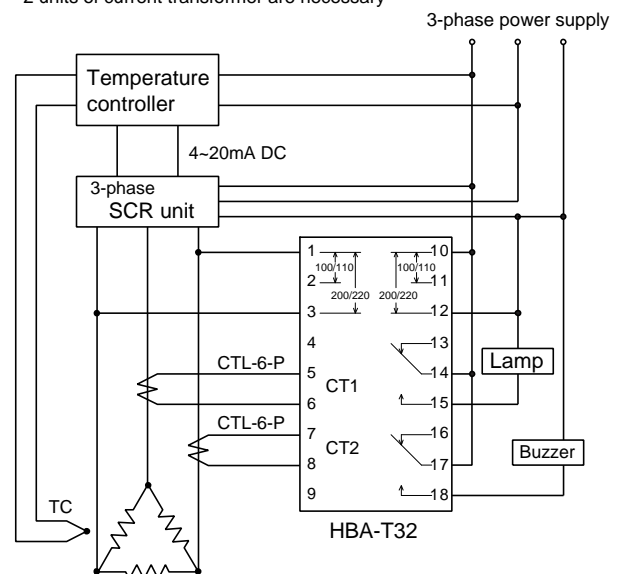 2 units of current transformer are necessary
3-phase power supply
Temperature
controller
4~20mA DC
3-phase
SCR unit
1
10
100/110
100/110
2
11
200/220
200/220
3
12
4
13
CTL-6-P
5
14
Lamp
CT1
6
15
CTL-6-P
7
16
CT2
8
17
Buzzer
9
18
TC
HBA-T32